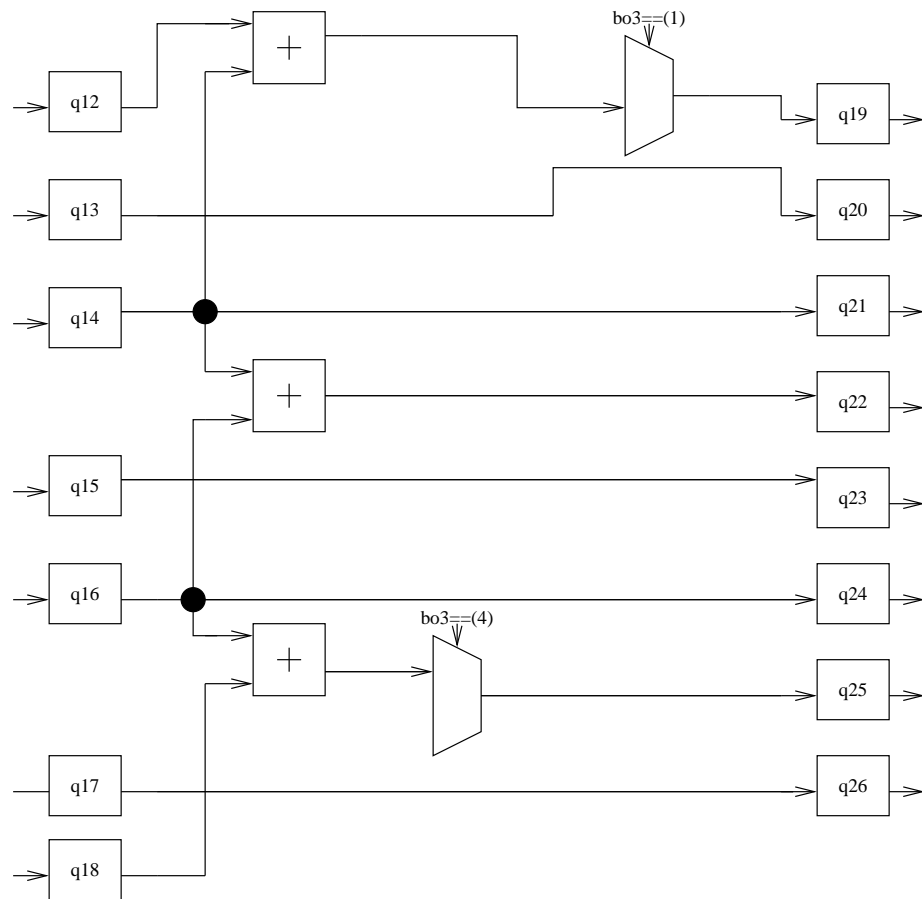 bo3==(1)
+
q12
q19
q13
q20
q14
q21
+
q22
q15
q23
q16
q24
bo3==(4)
+
q25
q17
q26
q18